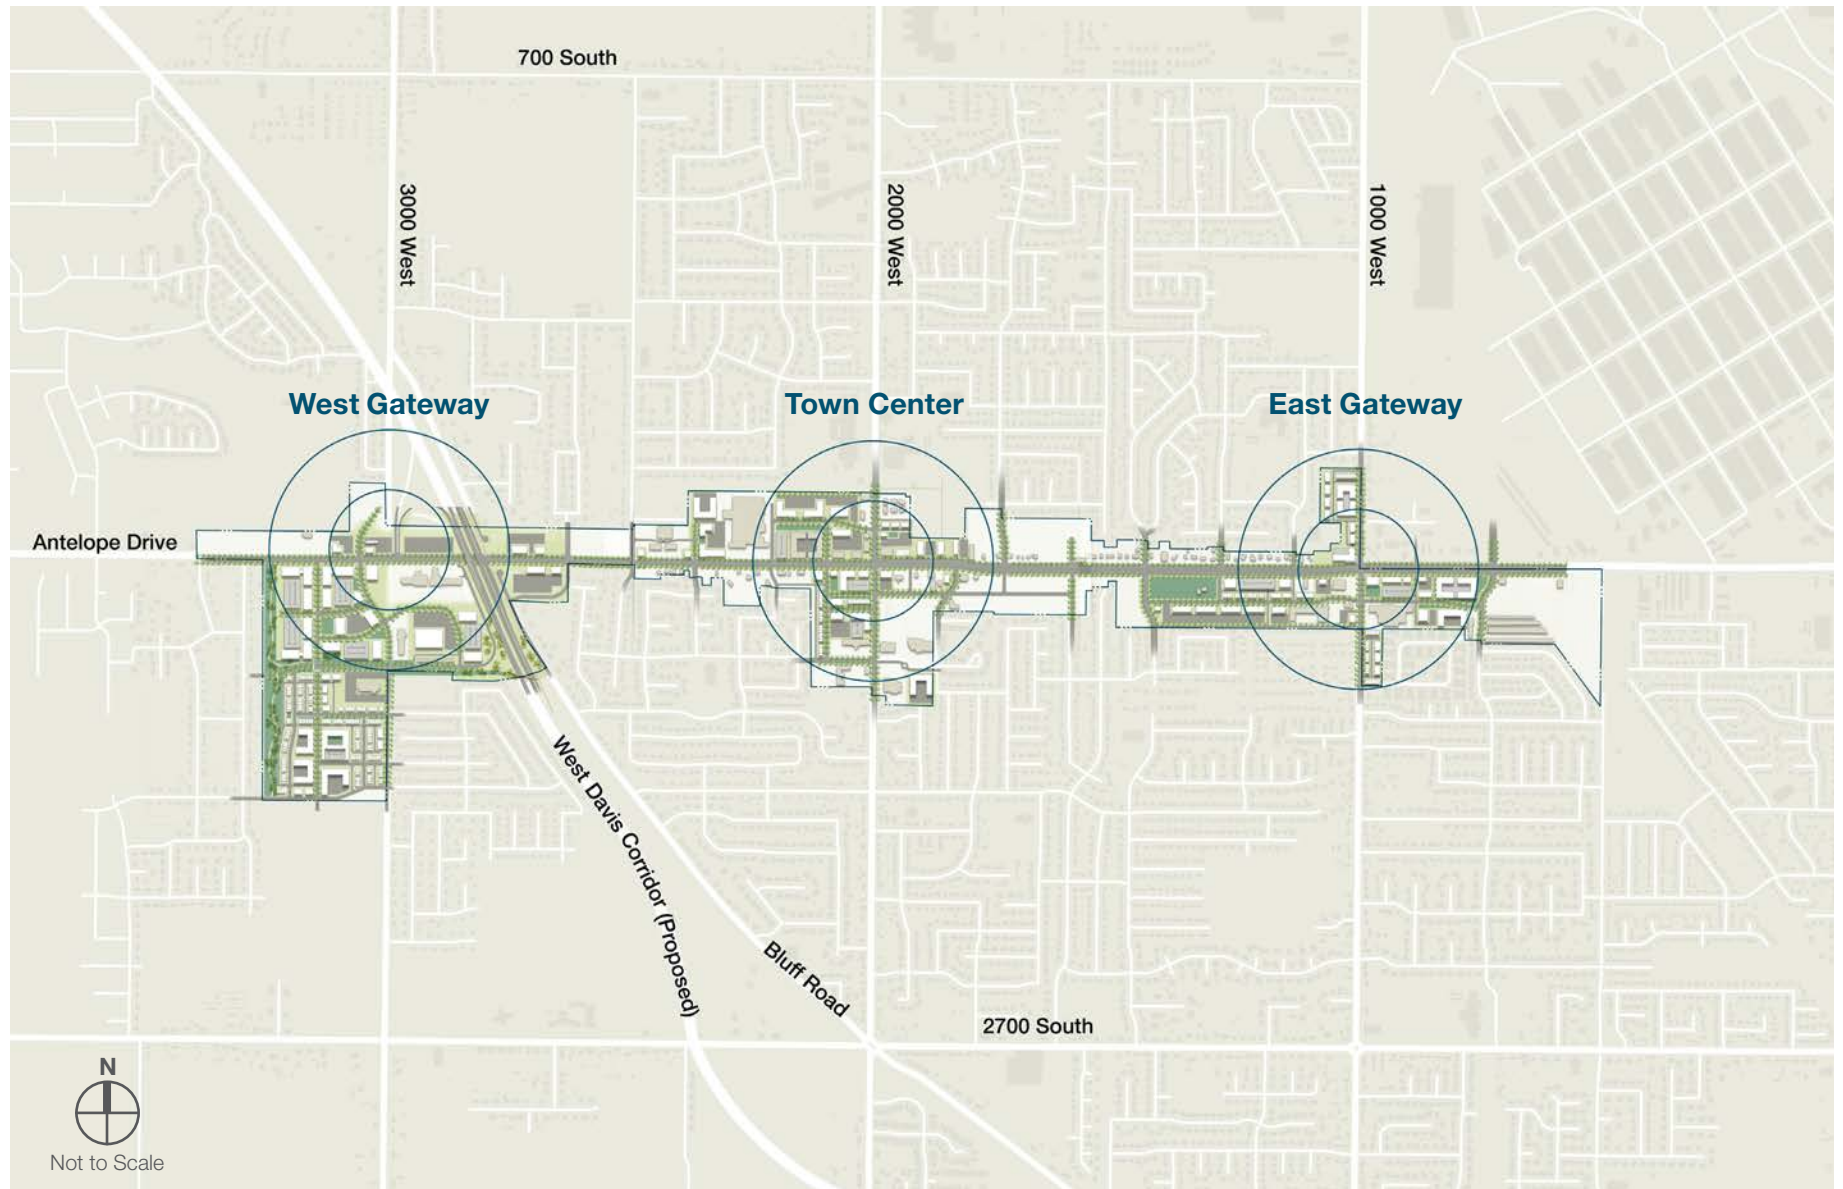 700 South
3000 West
2000 West
1000 West
West Gateway
Town Center
East Gateway
Antelope Drive
West Davis Corridor (Proposed)
Bluff Road
2700 South
N
Not to Scale